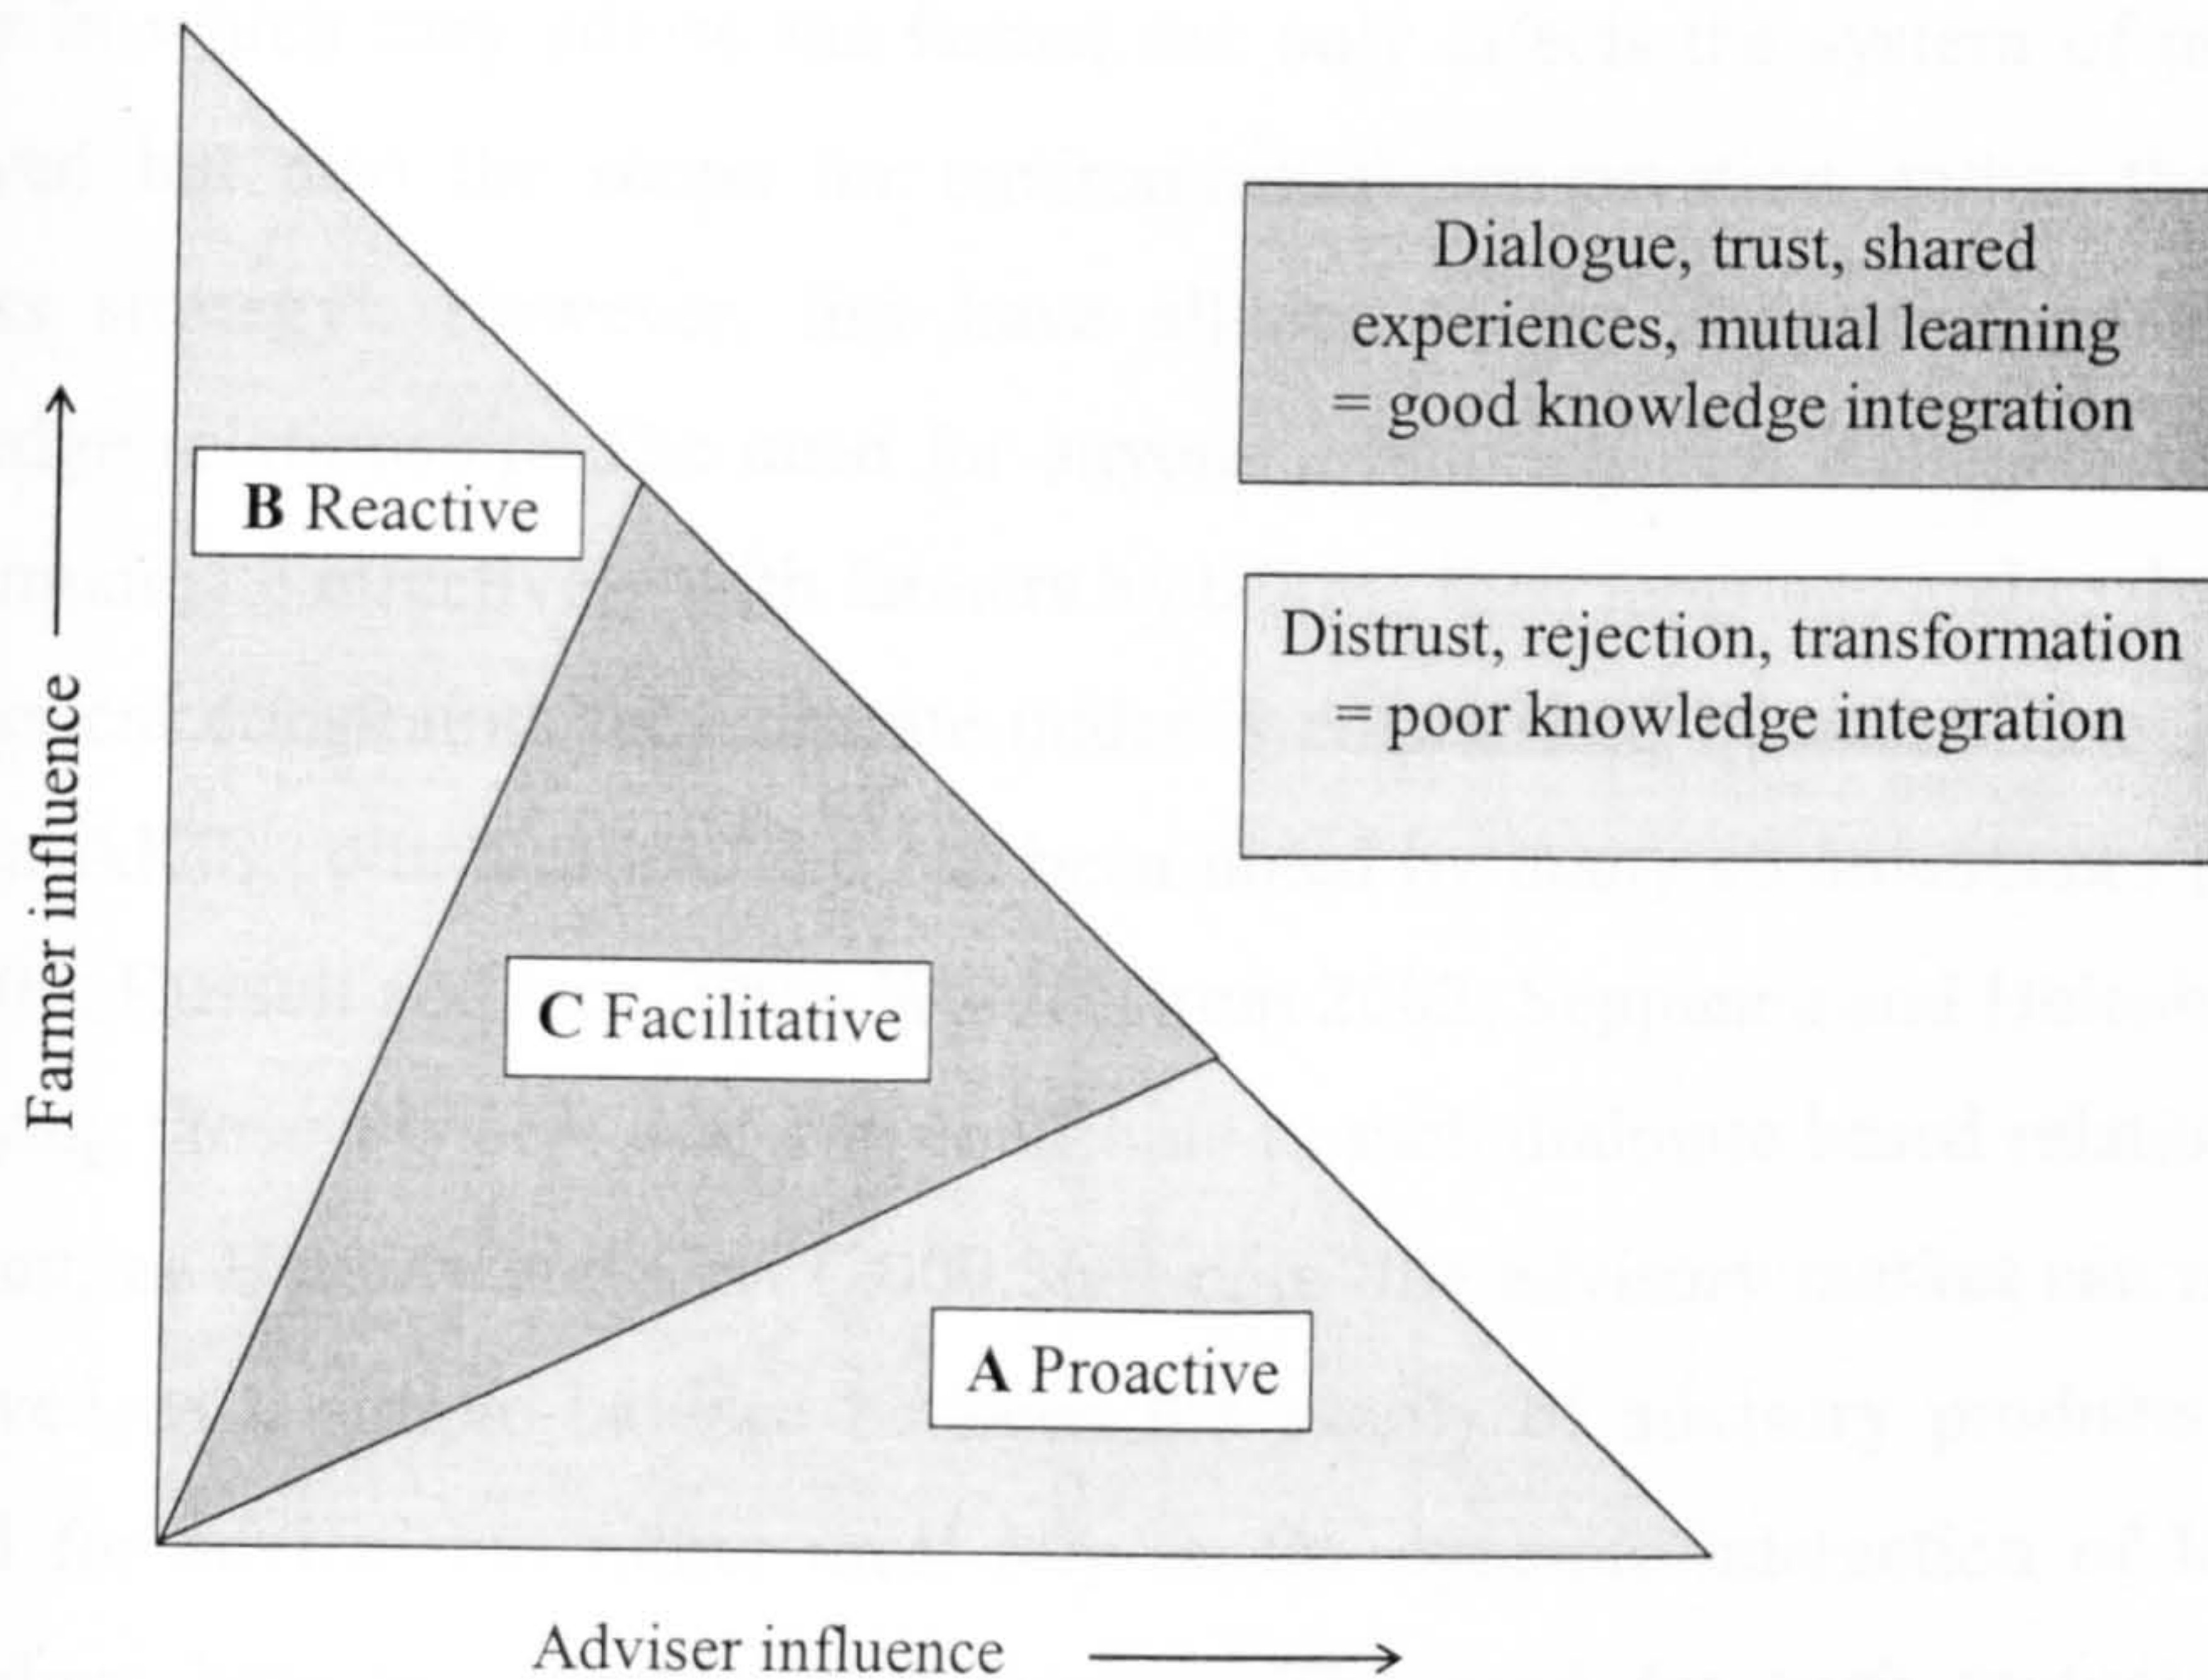 Dialogue, trust, shared
experiences, mutual learning
= good knowledge integration
B Reactive
Distrust, rejection, transformation
= poor knowledge integration
Farmer influence
C Facilitative
A Proactive
Adviser influence